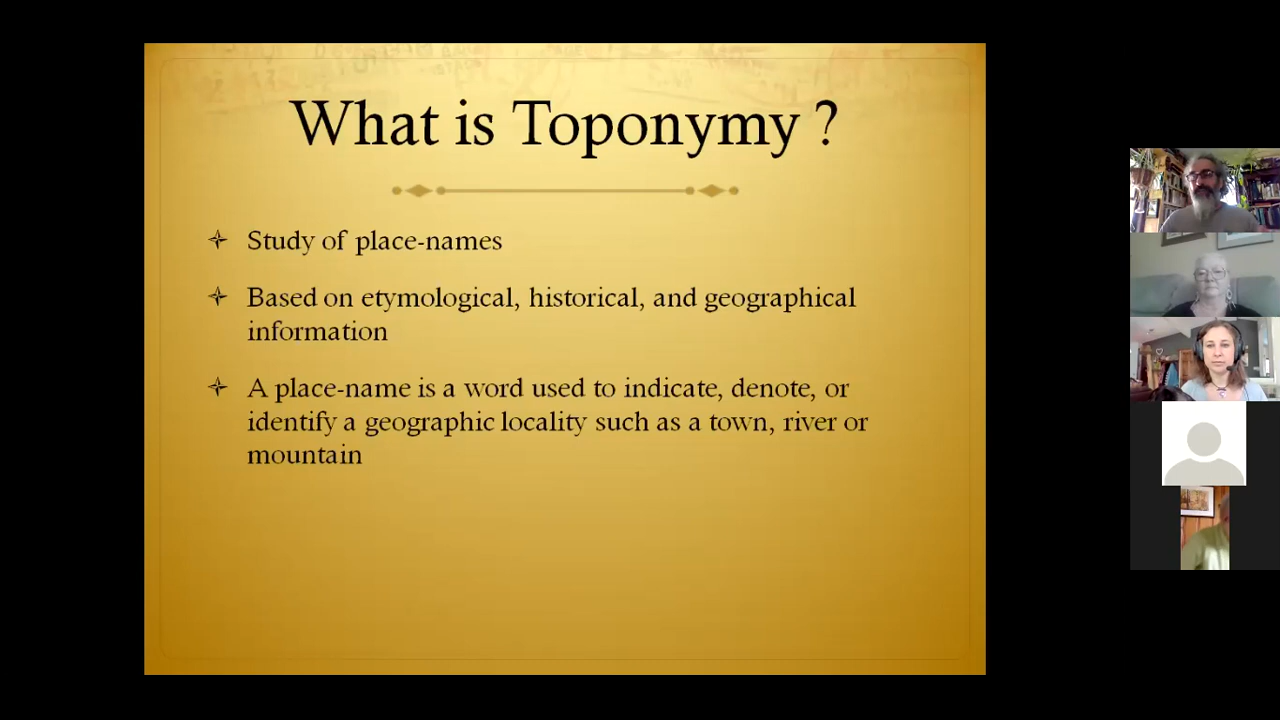 What is Toponymy ?
Study of place-names
Based on etymological, historical, and geographical
information
A place-name is a word used to indicate, denote, or
identify a geographic locality such as a town, river or
mountain